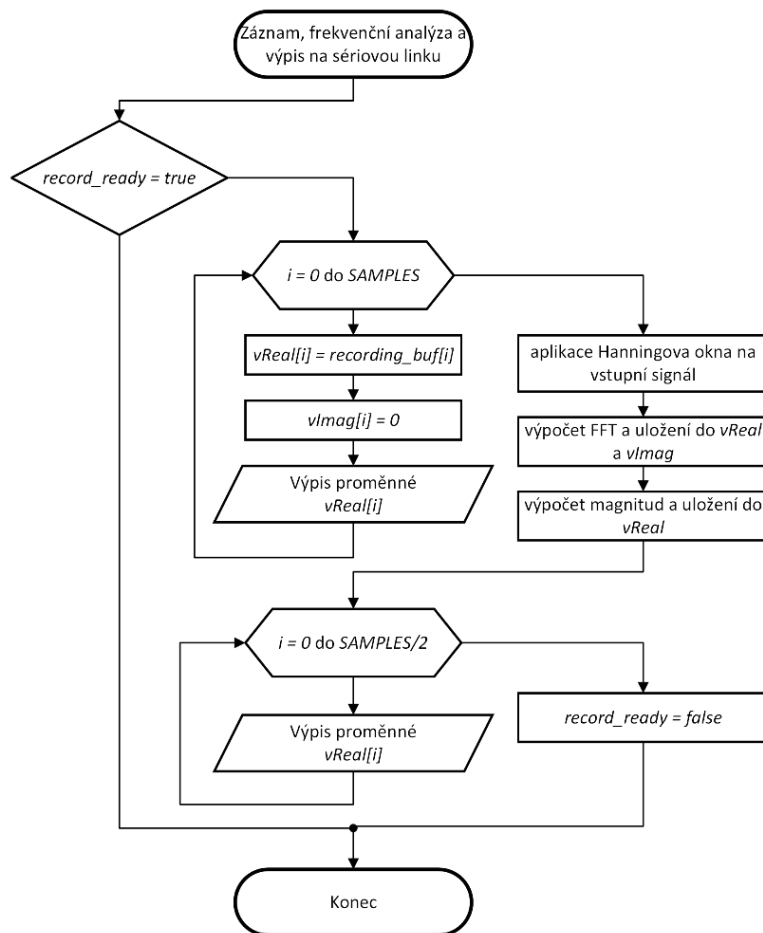 Záznam, frekvenční analýza a
výpis na sériovou linku
record_ready = true
i = 0 do SAMPLES
vReal[i] = recording_buf[i]
vImag[i] = 0
Výpis proměnné
vReal[i]
aplikace Hanningova okna na
vstupní signál
výpočet FFT a uložení do vReal
a vImag
výpočet magnitud a uložení do
vReal
i = 0 do SAMPLES/2
Výpis proměnné
vReal[i]
record_ready = false
Konec